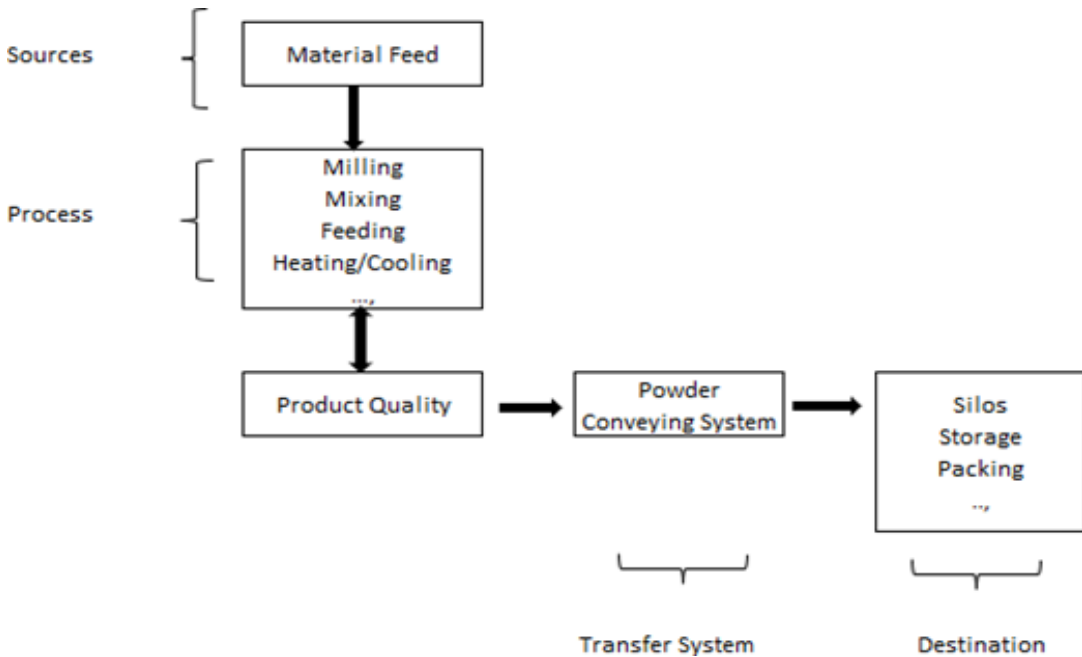 Sources
Material Feed
Process
Milling
Mixing
Feeding
Heating/Cooling
...,
Product Quality
Powder
Conveying System
Silos
Storage
Packing
..,
Transfer System
Destination